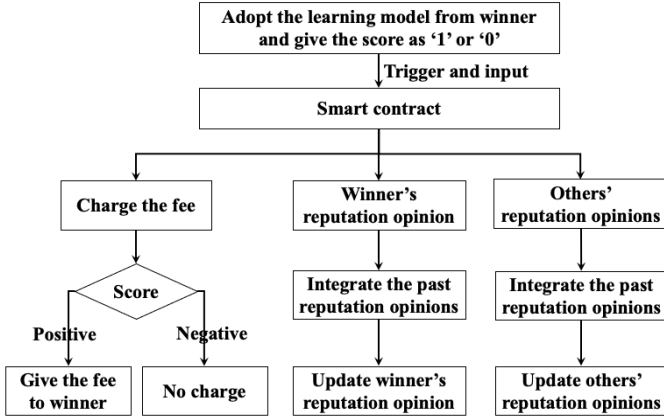 Adopt the learning model from winner
and give the score as ‘1’ or ‘0’
Trigger and input
Smart contract
Charge the fee
Winner’s
reputation opinion
Others’
reputation opinions
Score
Integrate the past
reputation opinions
Integrate the past
reputation opinions
Positive
Negative
Give the fee
to winner
No charge
Update winner’s
reputation opinion
Update others’
reputation opinions